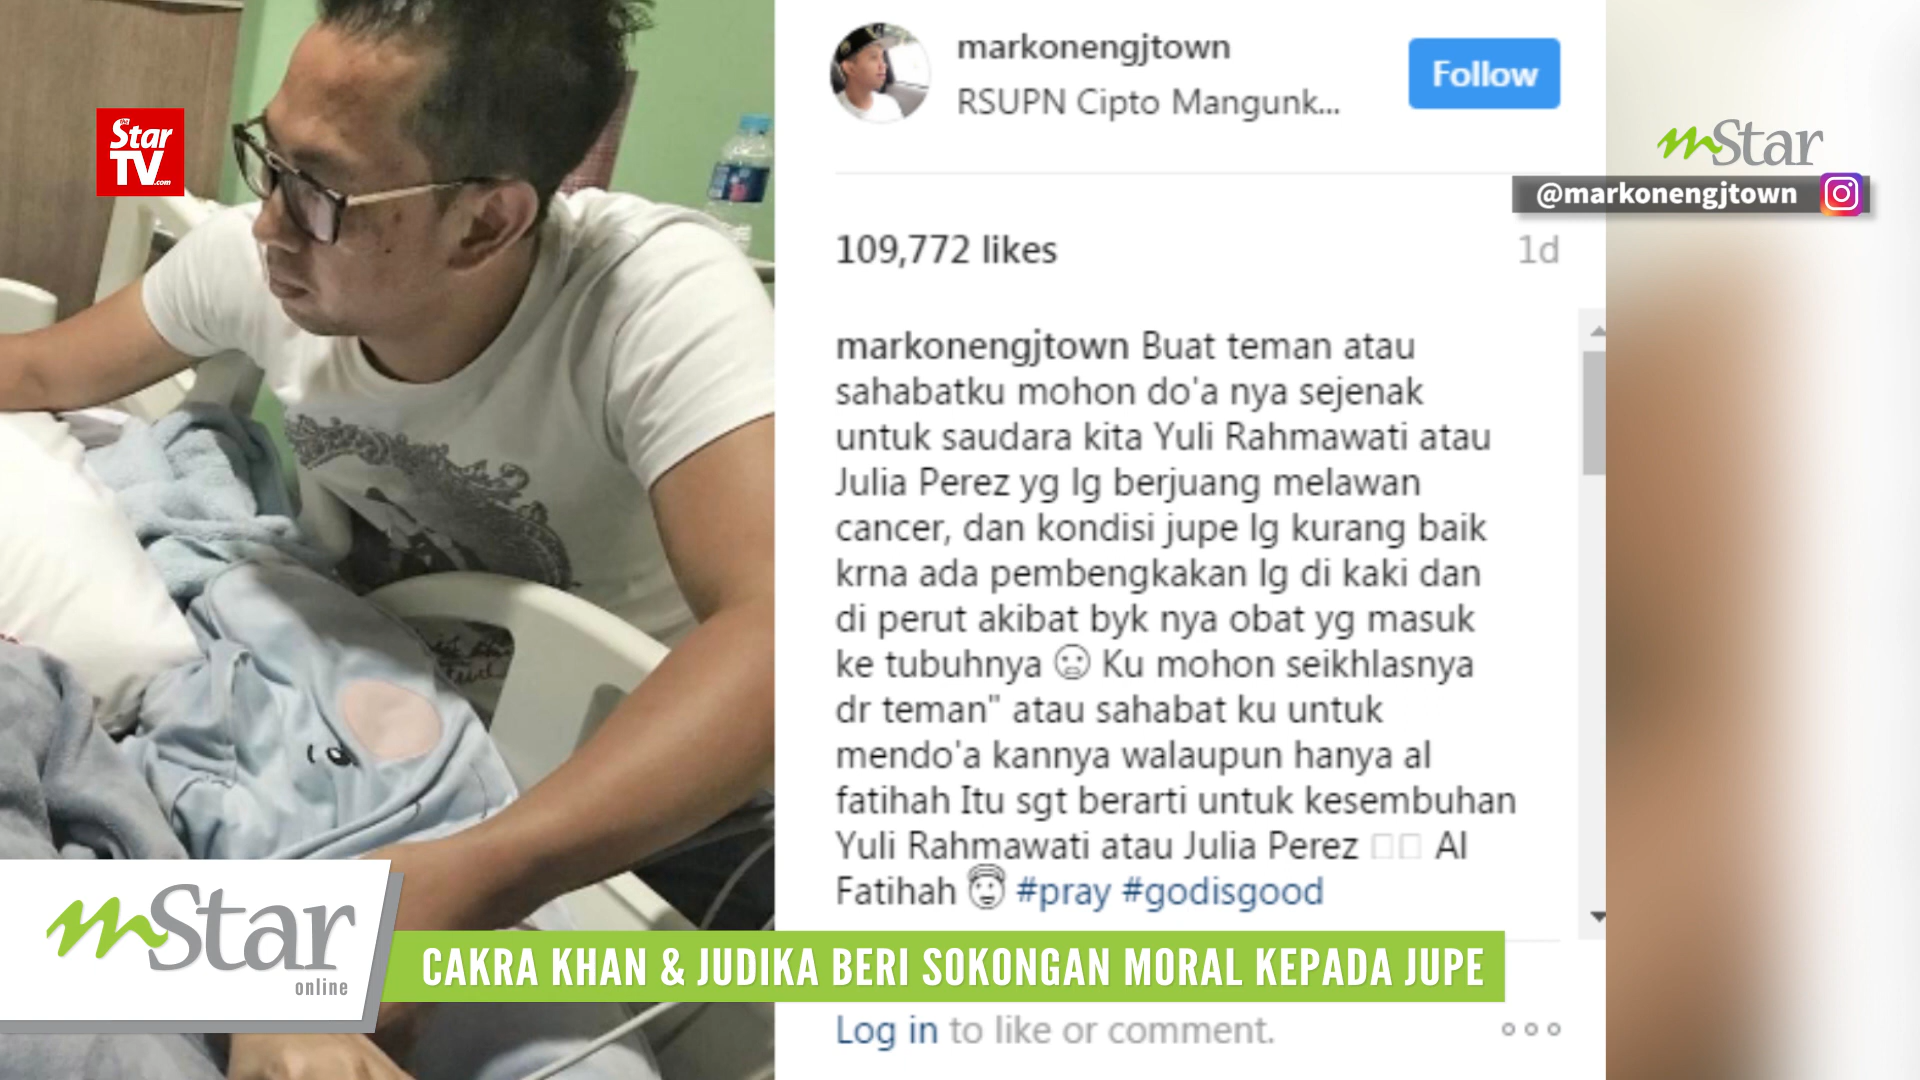 the Star
TV.com
markonengjtown
RSUPN Cipto Mangunk...
Follow
mStar
@markonengjtown
109,772 likes
1d
markonengjtown Buat teman atau
sahabatku mohon do'a nya sejenak
untuk saudara kita Yuli Rahmawati atau
Julia Perez yg lg berjuang melawan
cancer, dan kondisi jupe lg kurang baik
krna ada pembengkakan lg di kaki dan
di perut akibat byk nya obat yg masuk
ke tubuhnya 😦 Ku mohon seikhlasnya
dr teman" atau sahabat ku untuk
mendo'a kannya walaupun hanya al
fatihah Itu sgt berarti untuk kesembuhan
Yuli Rahmawati atau Julia Perez □□ Al
Fatihah 😇 #pray #godisgood
mStar
online
CAKRA KHAN & JUDIKA BERI SOKONGAN MORAL KEPADA JUPE
Log in to like or comment.